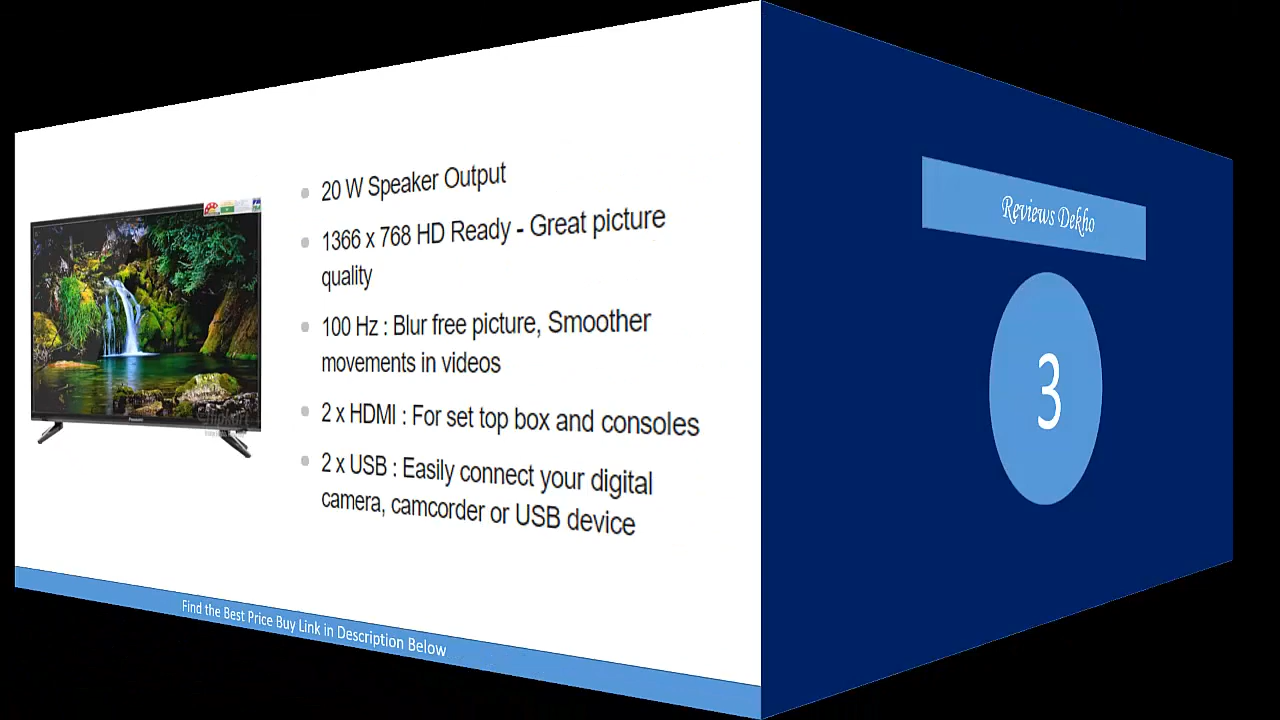 20 W Speaker Output
1366 x 768 HD Ready - Great picture
quality
100 Hz : Blur free picture, Smoother
movements in videos
2 x HDMI : For set top box and consoles
2 x USB : Easily connect your digital
camera, camcorder or USB device
Find the Best Price Buy Link in Description Below
Reviews Dekho
3